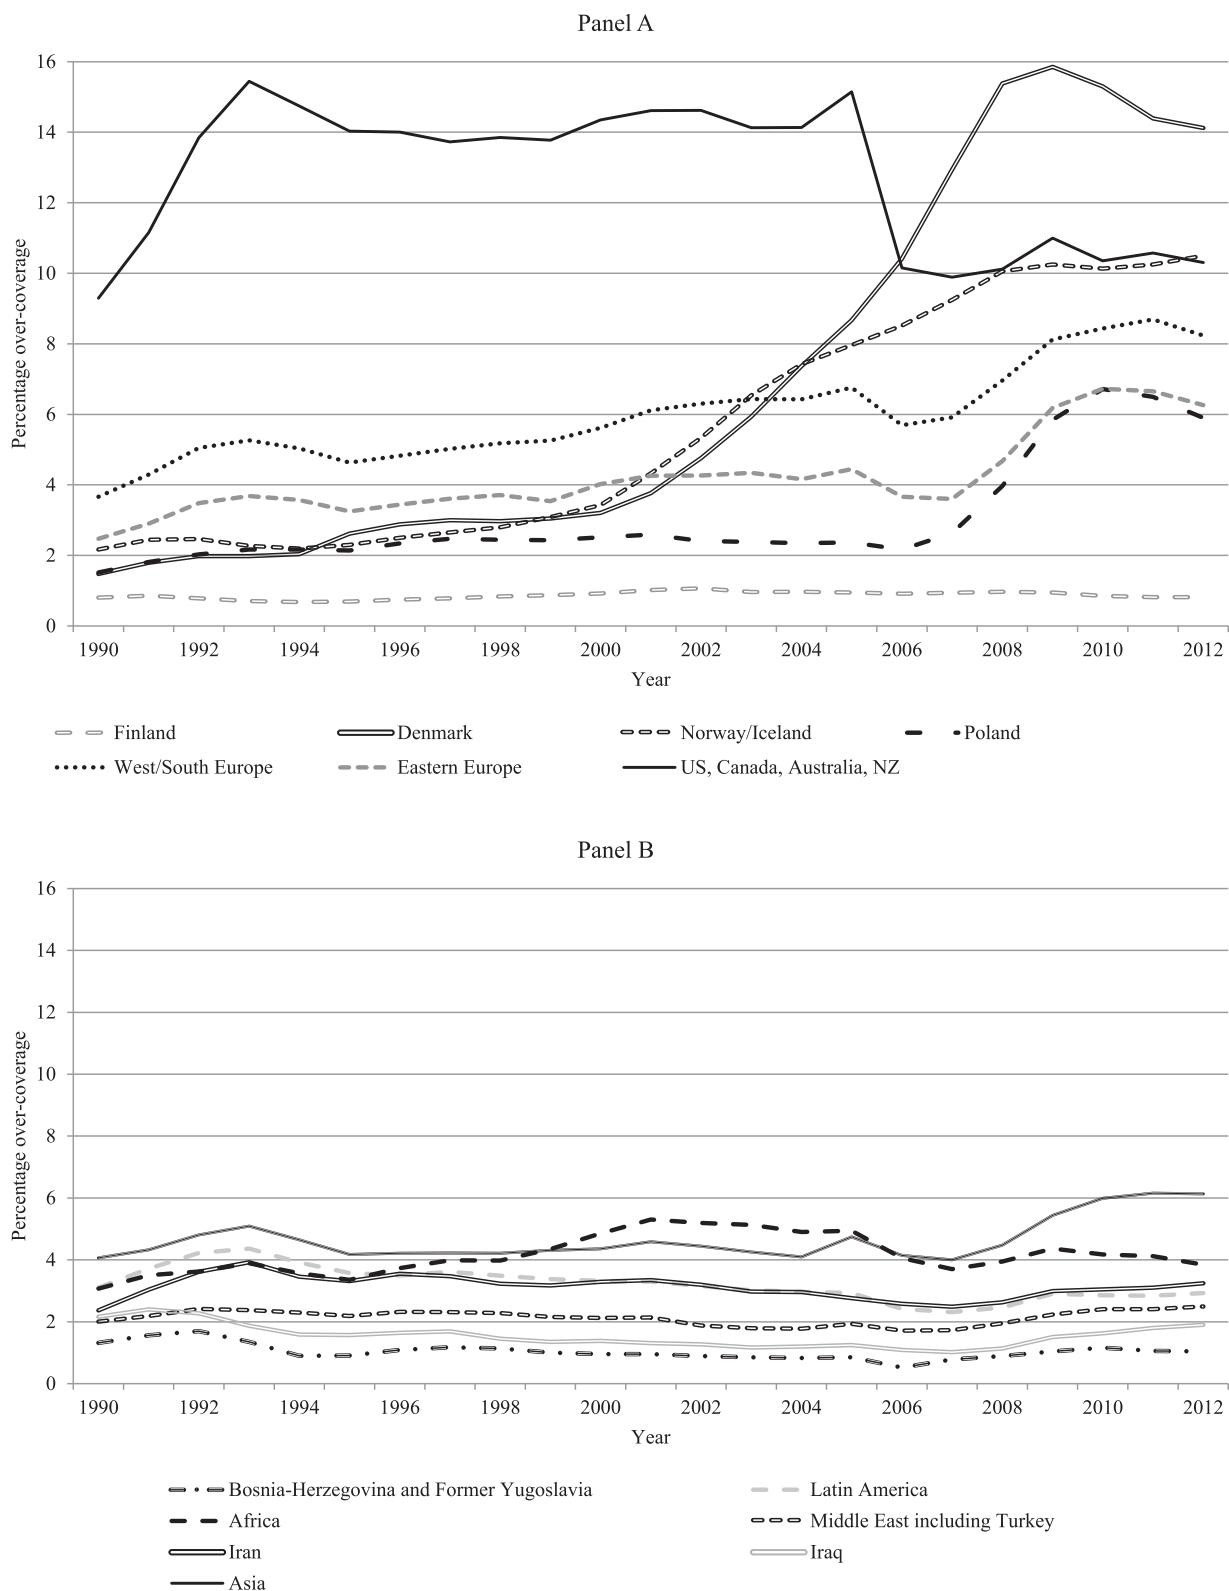 Panel A
Percentage over-coverage
16
14
12
10
8
6
4
2
0
1990 1992 1994 1996 1998 2000 2002 2004 2006 2008 2010 2012
Year
Finland Denmark Norway/Iceland Poland
West/South Europe Eastern Europe US, Canada, Australia, NZ
Panel B
Percentage over-coverage
16
14
12
10
8
6
4
2
0
1990 1992 1994 1996 1998 2000 2002 2004 2006 2008 2010 2012
Year
Bosnia-Herzegovina and Former Yugoslavia Latin America
Africa Middle East including Turkey
Iran Iraq
Asia